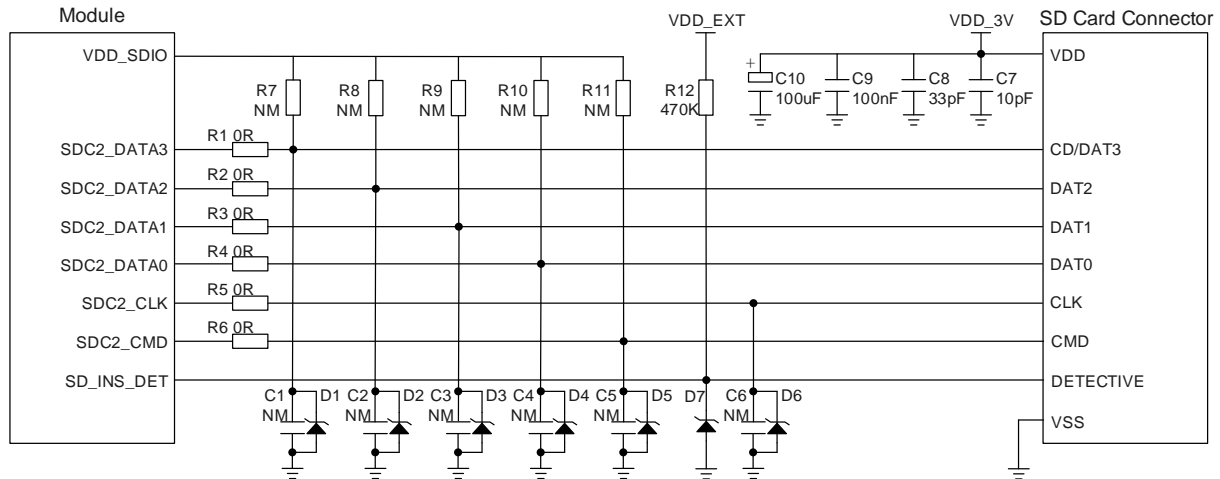 Module
VDD_EXT
VDD_3V
SD Card Connector
VDD_SDIO
VDD
R7
NM
R8
NM
R9
NM
R10
NM
R11
NM
R12
470K
+
C10
100uF
C9
100nF
C8
33pF
C7
10pF
SDC2_DATA3
R1 0R
CD/DAT3
SDC2_DATA2
R2 0R
DAT2
SDC2_DATA1
R3 0R
DAT1
SDC2_DATA0
R4 0R
DAT0
SDC2_CLK
R5 0R
CLK
SDC2_CMD
R6 0R
CMD
SD_INS_DET
DETECTIVE
C1
NM
D1
C2
NM
D2
C3
NM
D3
C4
NM
D4
C5
NM
D5
D7
C6
NM
D6
VSS